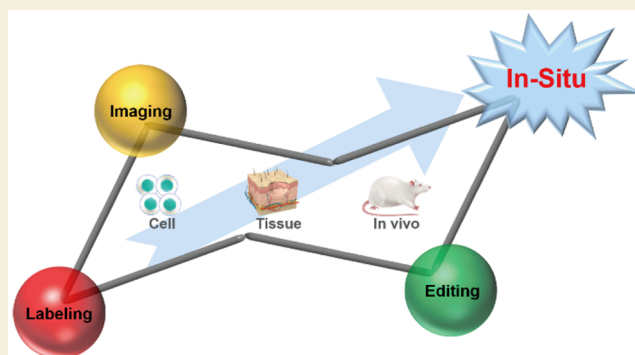 In-Situ
Imaging
Cell
Tissue
In vivo
Editing
Labeling